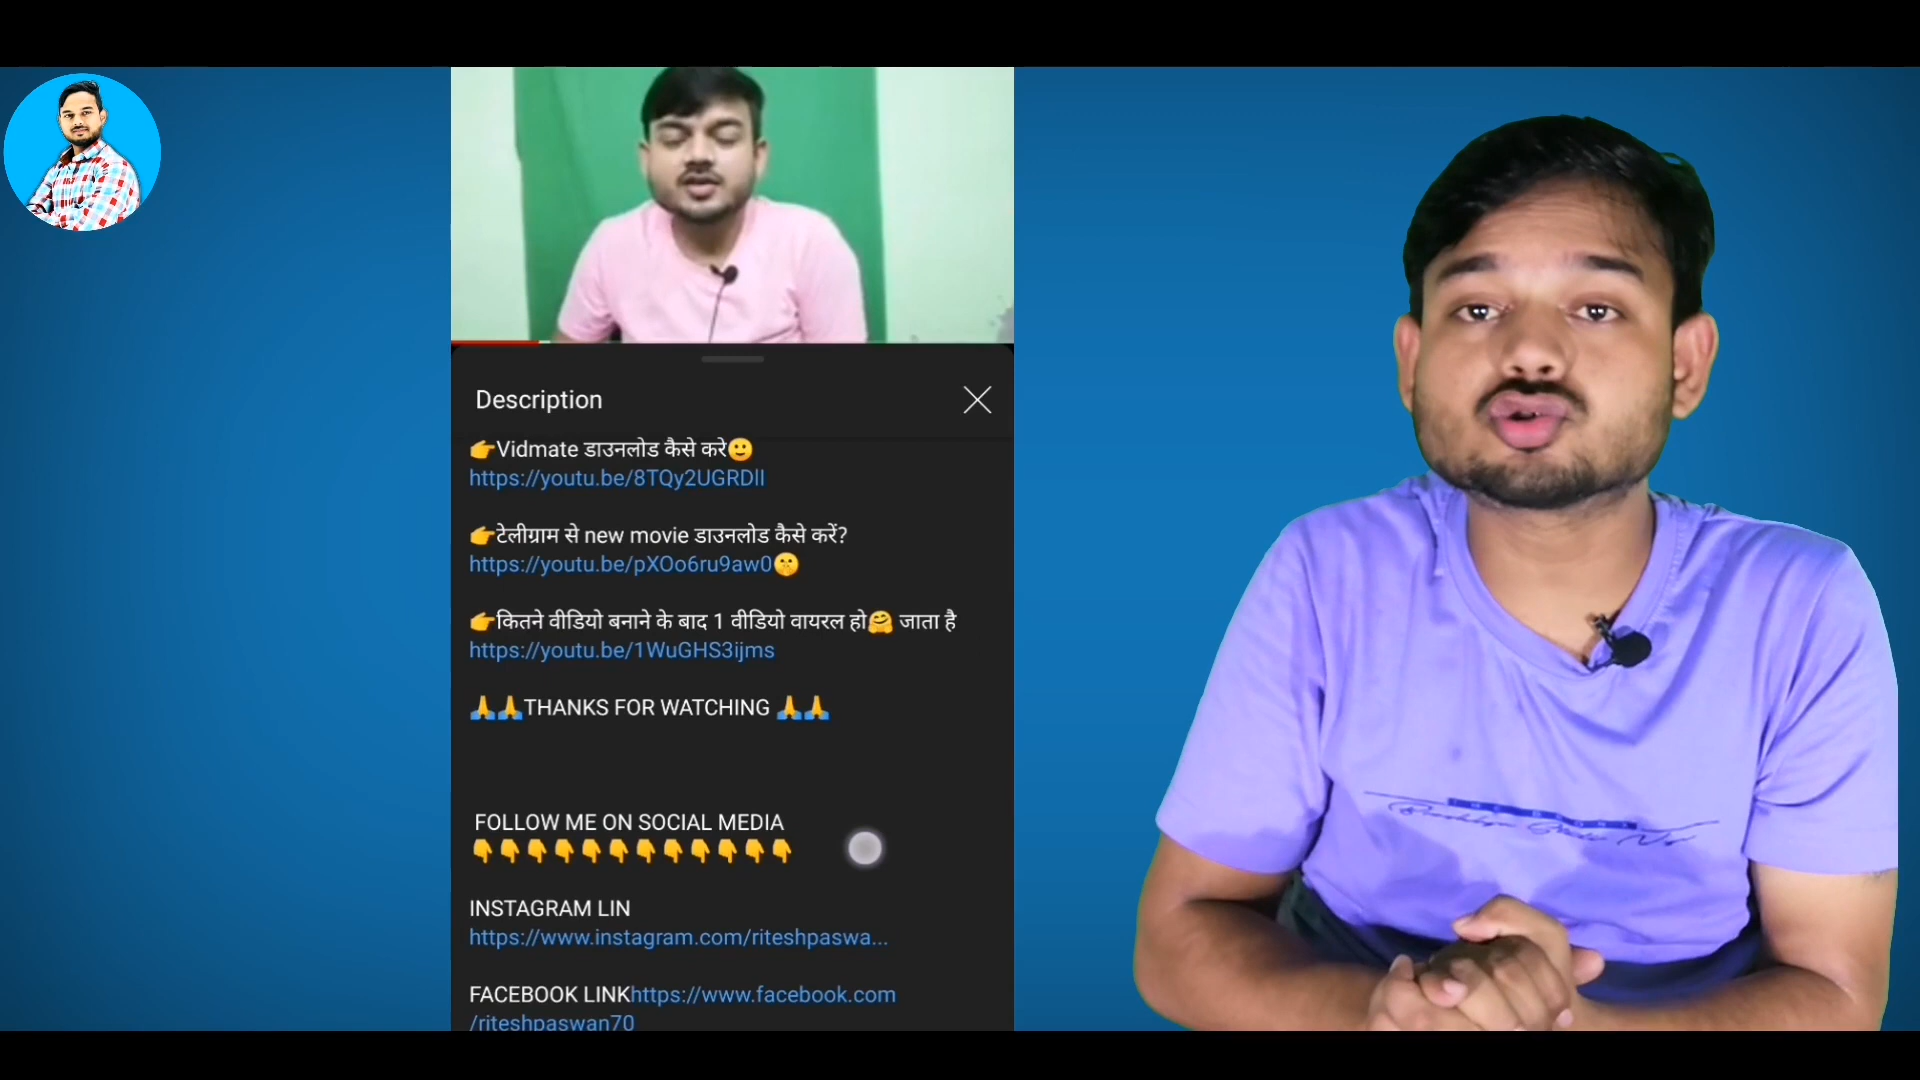 Description
👉Vidmate डाउनलोड कैसे करे🙂
https://youtu.be/8TQy2UGRDlI
👉टेलीग्राम से new movie डाउनलोड कैसे करें?
https://youtu.be/pXOo6ru9aw0🤫
👉कितने वीडियो बनाने के बाद 1 वीडियो वायरल हो🤗 जाता है
https://youtu.be/1WuGHS3ijms
🙏🙏THANKS FOR WATCHING 🙏🙏
FOLLOW ME ON SOCIAL MEDIA
👇👇👇👇👇👇👇👇👇👇👇👇
INSTAGRAM LIN
https://www.instagram.com/riteshpaswa...
FACEBOOK LINKhttps://www.facebook.com
/riteshpaswan70